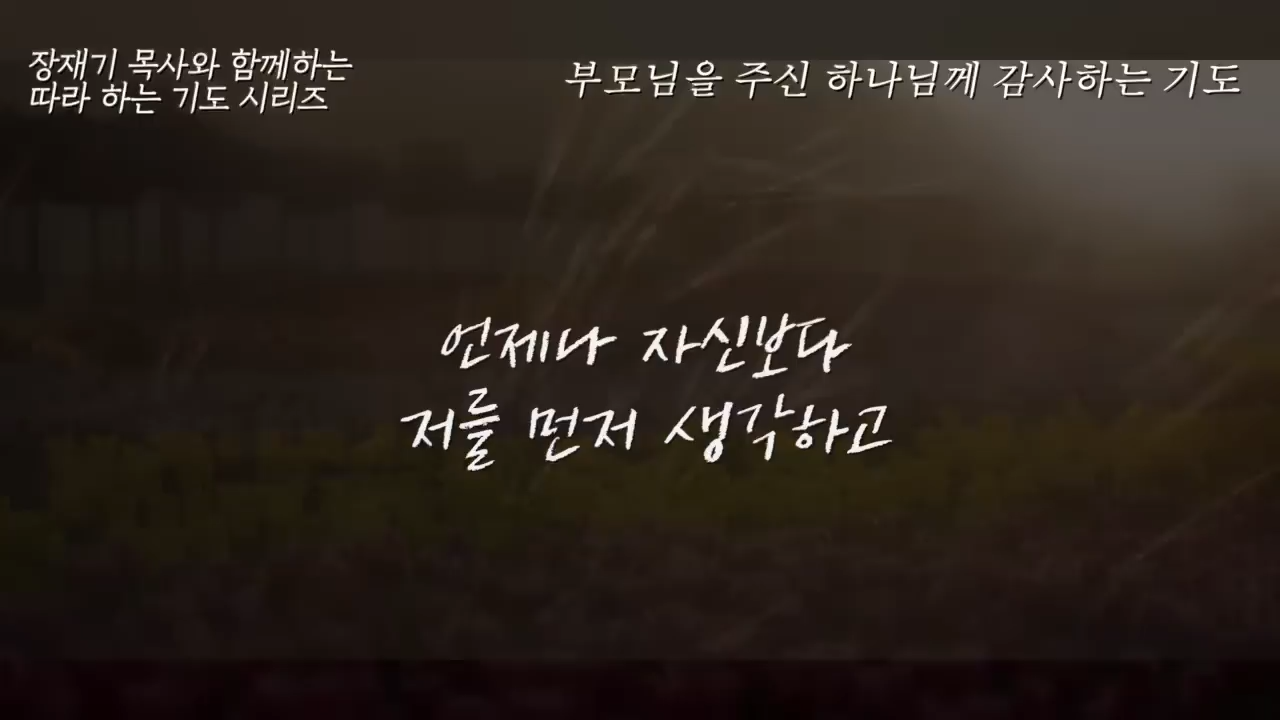 장재기 목사와 함께하는
따라 하는 기도 시리즈
부모님을 주신 하나님께 감사하는 기도
언제나 자신보다
저를 먼저 생각하고